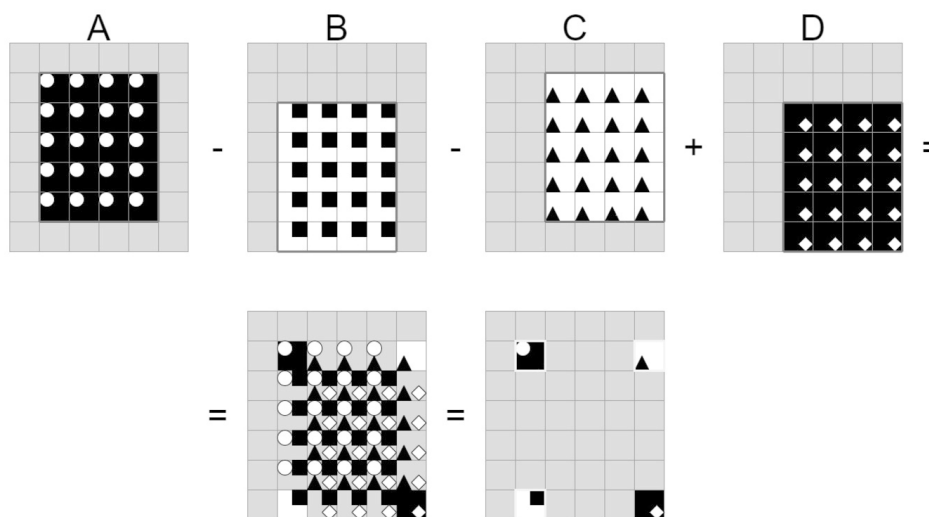 A B C D
- - + =
= =